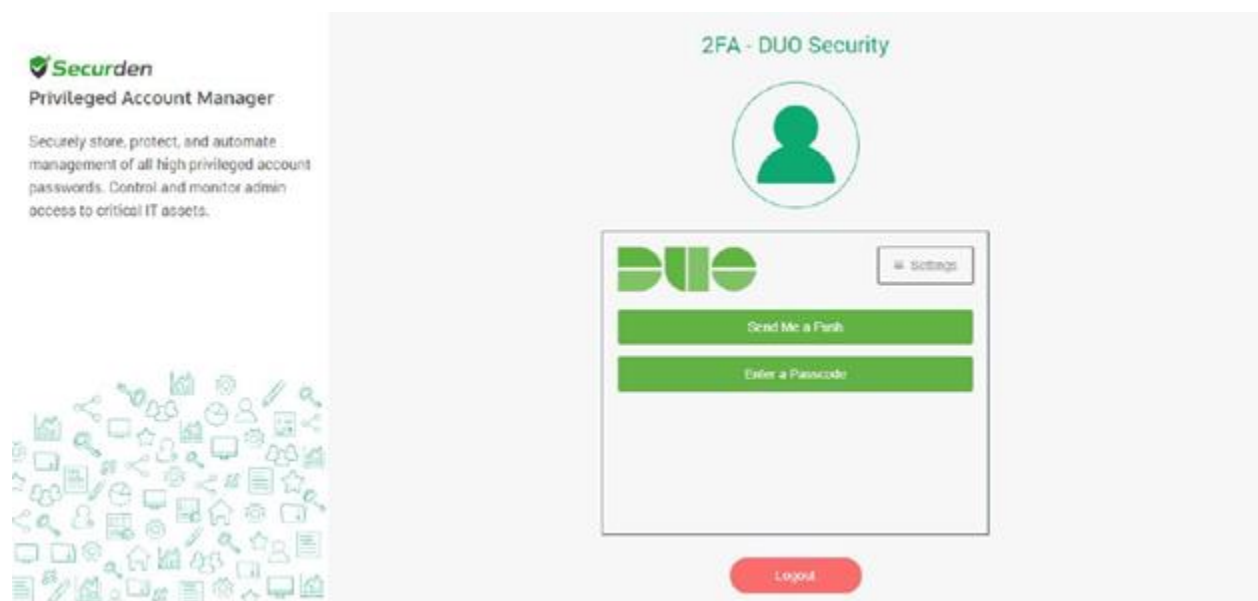 Securden
Privileged Account Manager
Securely store, protect, and automate
management of all high privileged account
passwords. Control and monitor admin
access to critical IT assets.
2FA - DUO Security
DUO
Settings
Send Me a Push
Enter a Passcode
Logout